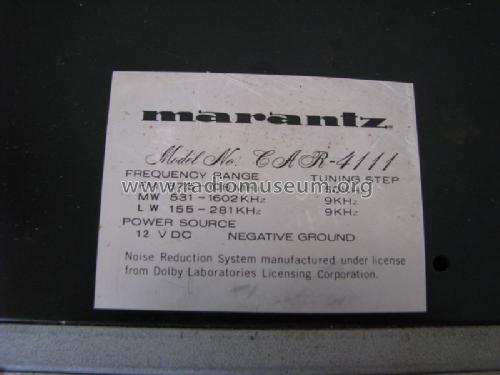 marantz
Model No. CAR-4111
FREQUENCY RANGE TUNING STEP
MW 531-1602KHz 9KHz
LW 155-281KHz 9KHz
POWER SOURCE
12 V DC NEGATIVE GROUND
Noise Reduction System manufactured under license
from Dolby Laboratories Licensing Corporation.
www.radiomuseum.org